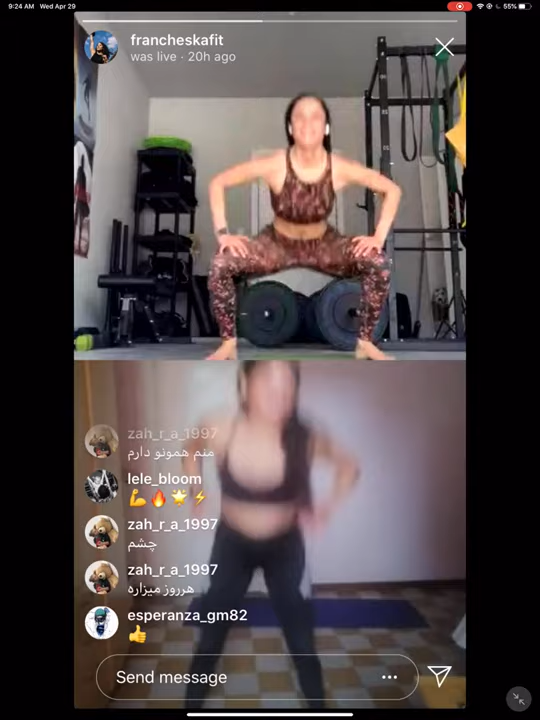 9:24 AM Wed Apr 29
55%
francheskafit
was live · 20h ago
zah_r_a_1997
منم همونو دارم
lele_bloom
💪🔥🌟⚡
zah_r_a_1997
چشم
zah_r_a_1997
هرروز میزاره
esperanza_gm82
👍
Send message